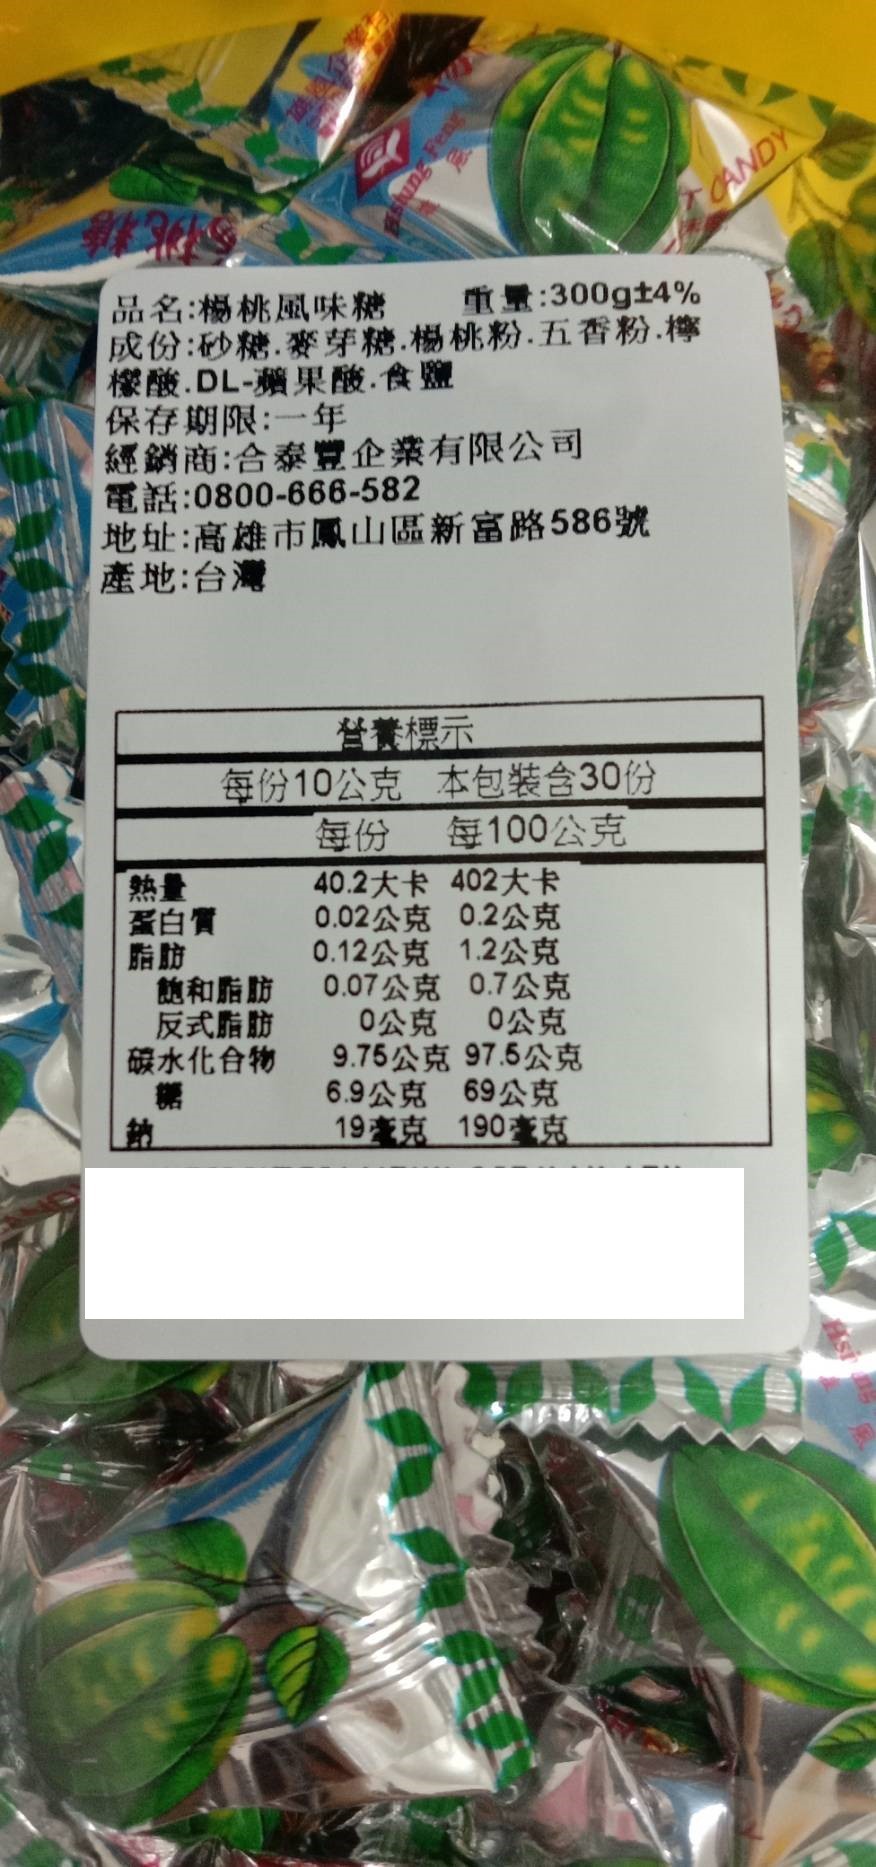 Hsiung Feng
T CANDY
品名:楊桃風味糖 重量:300g±4%
成份:砂糖.麥芽糖.楊桃粉.五香粉.檸
檬酸.DL-蘋果酸.食鹽
保存期限:一年
經銷商:合泰豐企業有限公司
電話:0800-666-582
地址:高雄市鳳山區新富路586號
產地:台灣
營養標示
每份10公克 本包裝含30份
每份 每100公克
熱量 40.2大卡 402大卡
蛋白質 0.02公克 0.2公克
脂肪 0.12公克 1.2公克
飽和脂肪 0.07公克 0.7公克
反式脂肪 0公克 0公克
碳水化合物 9.75公克 97.5公克
糖 6.9公克 69公克
鈉 19毫克 190毫克